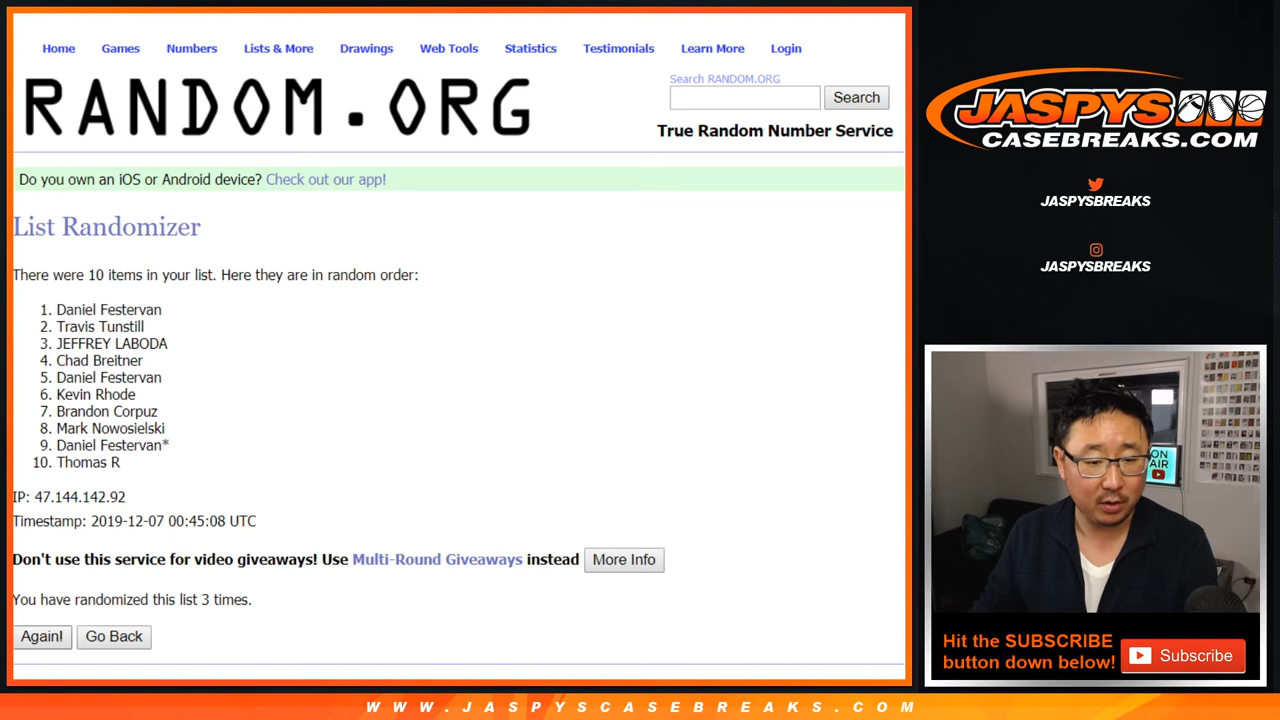 Home Games Numbers Lists & More Drawings Web Tools Statistics Testimonials Learn More Login
RANDOM.ORG
Search RANDOM.ORG
Search
True Random Number Service
Do you own an iOS or Android device? Check out our app!
List Randomizer
There were 10 items in your list. Here they are in random order:
1. Daniel Festervan
2. Travis Tunstill
3. JEFFREY LABODA
4. Chad Breitner
5. Daniel Festervan
6. Kevin Rhode
7. Brandon Corpuz
8. Mark Nowosielski
9. Daniel Festervan*
10. Thomas R
IP: 47.144.142.92
Timestamp: 2019-12-07 00:45:08 UTC
Don't use this service for video giveaways! Use Multi-Round Giveaways instead More Info
You have randomized this list 3 times.
Again! Go Back
JASPYS
CASEBREAKS.COM
JASPYSBREAKS
JASPYSBREAKS
ON
AIR
Hit the SUBSCRIBE
button down below!
Subscribe
WWW.JASPYSCASEBREAKS.COM